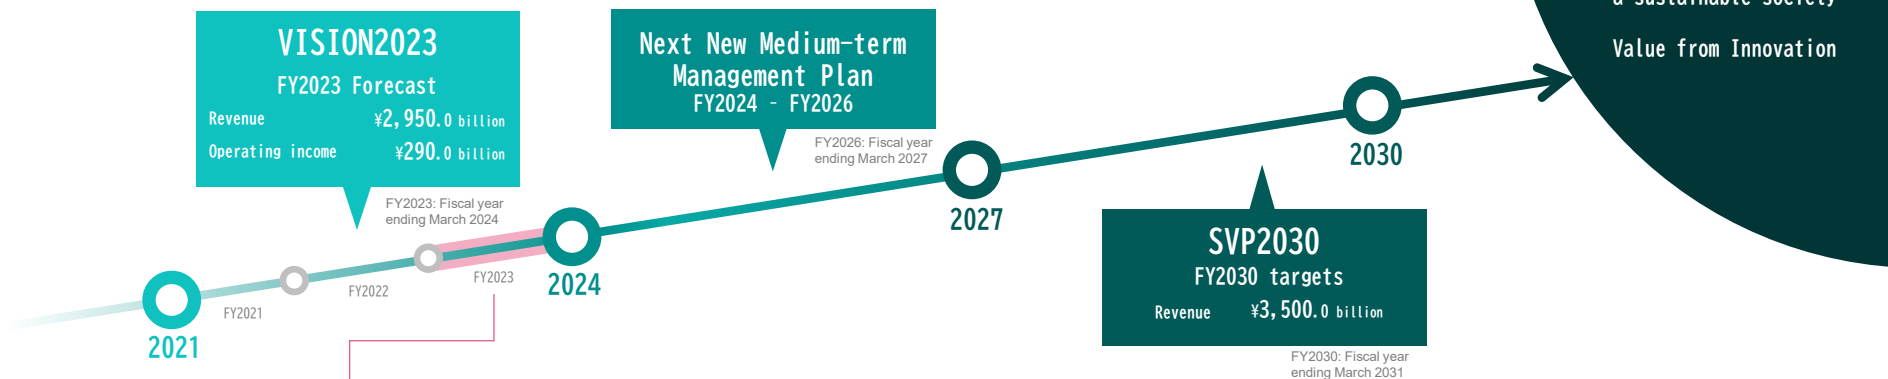 VISION2023
FY2023 Forecast
Revenue ¥2,950.0 billion
Operating income ¥290.0 billion
FY2023: Fiscal year
ending March 2024
Next New Medium-term
Management Plan
FY2024 - FY2026
FY2026: Fiscal year
ending March 2027
a sustainable society
Value from Innovation
2021
FY2021
FY2022
FY2023
2024
2027
2030
SVP2030
FY2030 targets
Revenue ¥3,500.0 billion
FY2030: Fiscal year
ending March 2031